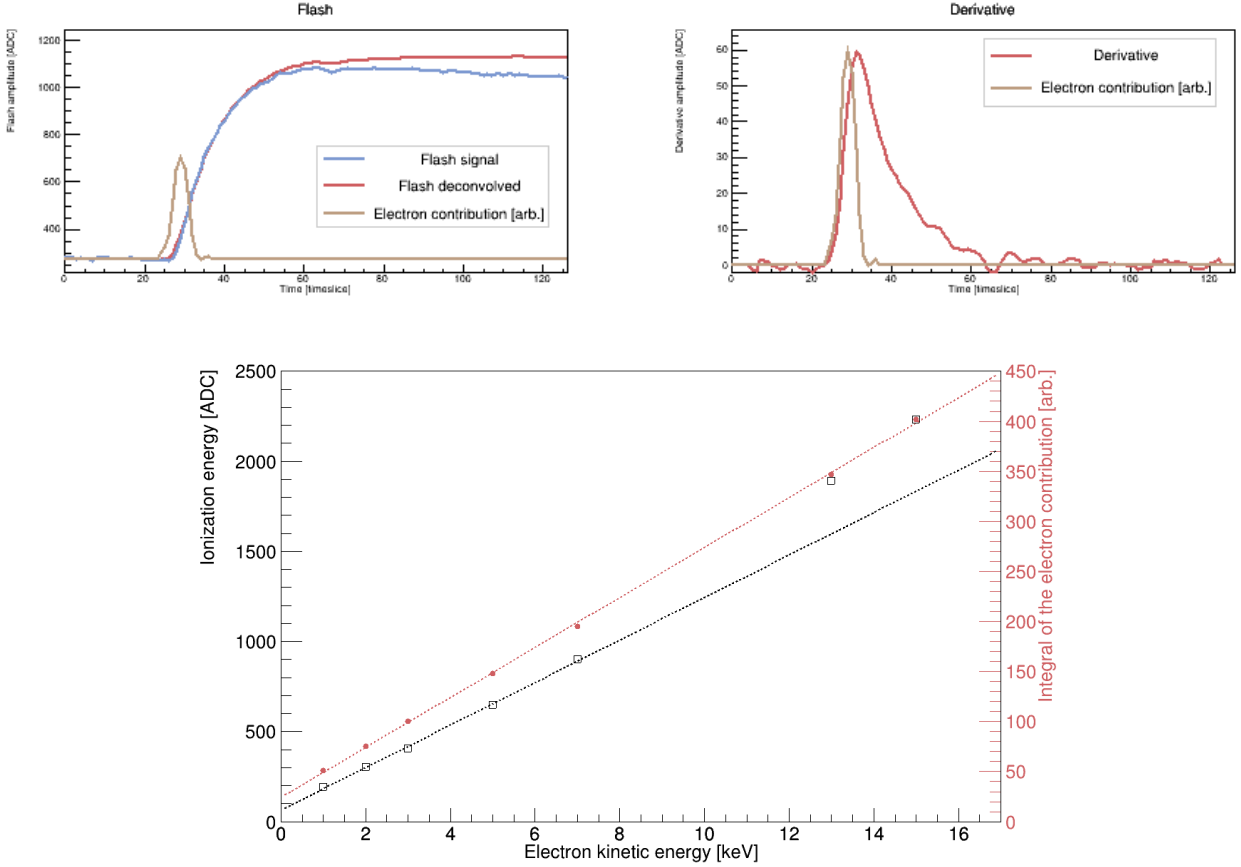 Flash
Flash amplitude [ADC]
1200
1000
800
600
400
Flash signal
Flash deconvolved
Electron contribution [arb.]
0 20 40 60 80 100 120
Time [timeslice]
Derivative
Derivative amplitude [ADC]
60
50
40
30
20
10
0
Derivative
Electron contribution [arb.]
0 20 40 60 80 100 120
Time [timeslice]
Ionization energy [ADC]
2500
2000
1500
1000
500
0
450
400
350
300
250
200
150
100
50
0
Integral of the electron contribution [arb.]
0 2 4 6 8 10 12 14 16
Electron kinetic energy [keV]